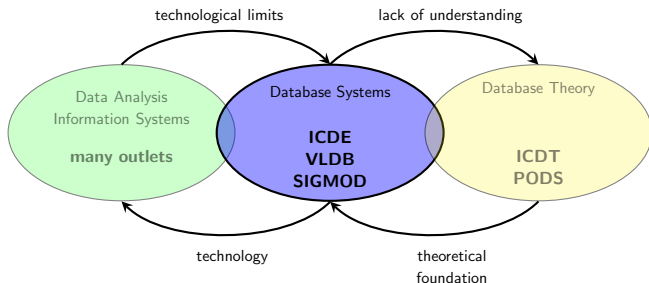 technological limits
lack of understanding
Data Analysis
Information Systems
many outlets
Database Systems
ICDE
VLDB
SIGMOD
Database Theory
ICDT
PODS
technology
theoretical
foundation